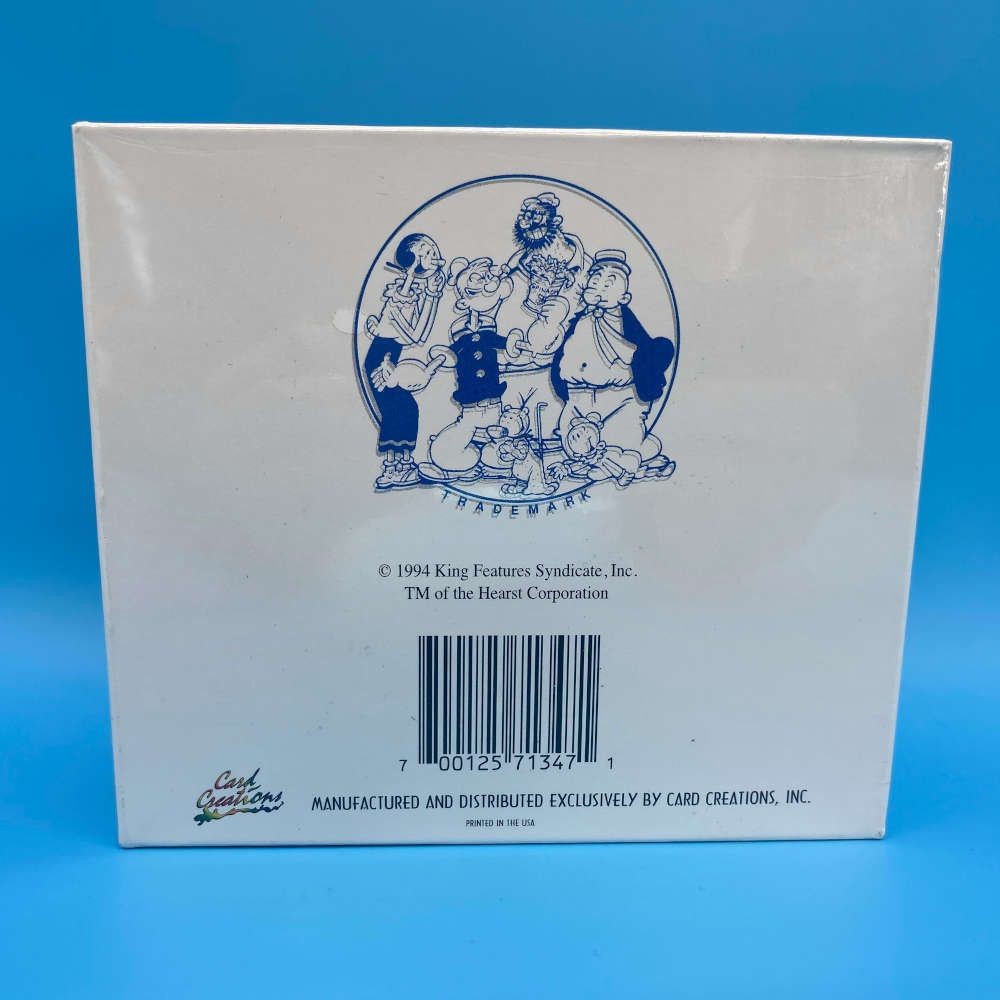 TRADEMARK
© 1994 King Features Syndicate, Inc.
TM of the Hearst Corporation
7 00125 71347 1
Card
Creations
MANUFACTURED AND DISTRIBUTED EXCLUSIVELY BY CARD CREATIONS, INC.
PRINTED IN THE USA